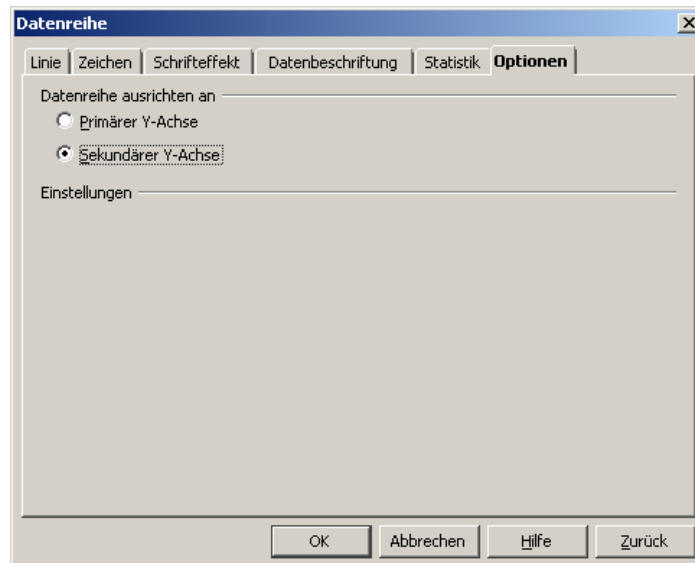 Datenreihe
Linie Zeichen Schrifteffekt Datenbeschriftung Statistik Optionen
Datenreihe ausrichten an
Primärer Y-Achse
Sekundärer Y-Achse
Einstellungen
OK Abbrechen Hilfe Zurück